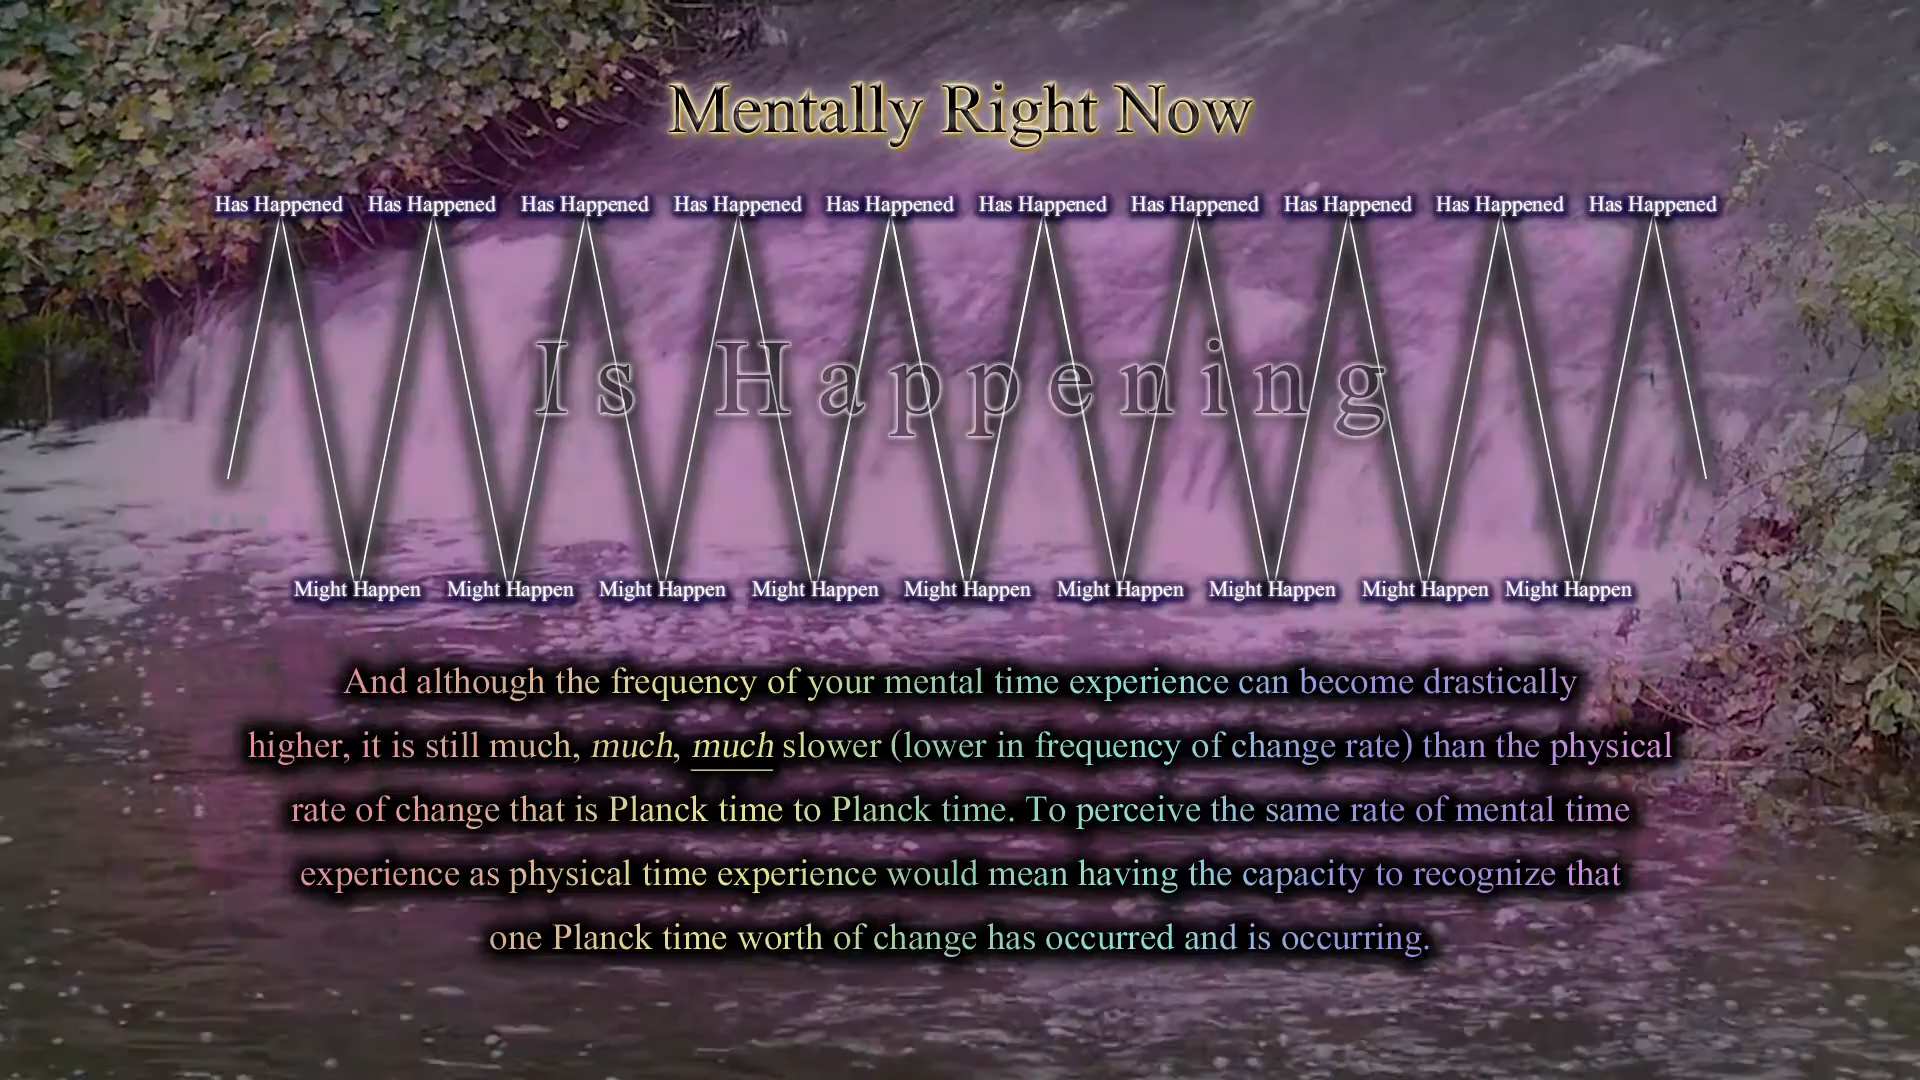 Mentally Right Now
Has Happened Has Happened Has Happened Has Happened Has Happened Has Happened Has Happened Has Happened Has Happened Has Happened
Is Happening
Might Happen Might Happen Might Happen Might Happen Might Happen Might Happen Might Happen Might Happen Might Happen
And although the frequency of your mental time experience can become drastically
higher, it is still much, much, much slower (lower in frequency of change rate) than the physical
rate of change that is Planck time to Planck time. To perceive the same rate of mental time
experience as physical time experience would mean having the capacity to recognize that
one Planck time worth of change has occurred and is occurring.